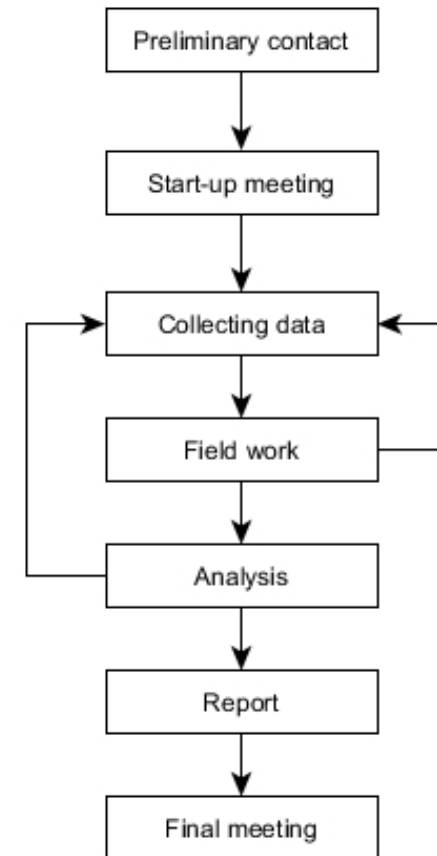 Preliminary contact
Start-up meeting
Collecting data
Field work
Analysis
Report
Final meeting